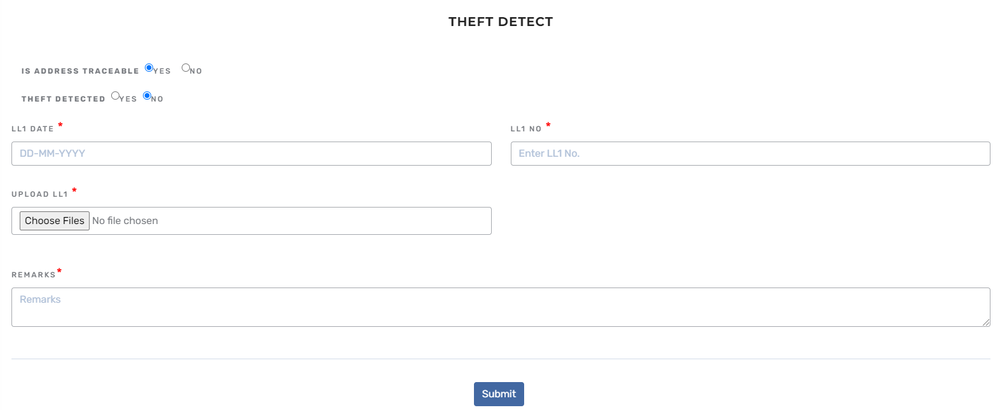 THEFT DETECT
IS ADDRESS TRACEABLE YES NO
THEFT DETECTED YES NO
LL1 DATE * LL1 NO *
DD-MM-YYYY Enter LL1 No.
UPLOAD LL1 *
Choose Files No file chosen
REMARKS*
Remarks
Submit